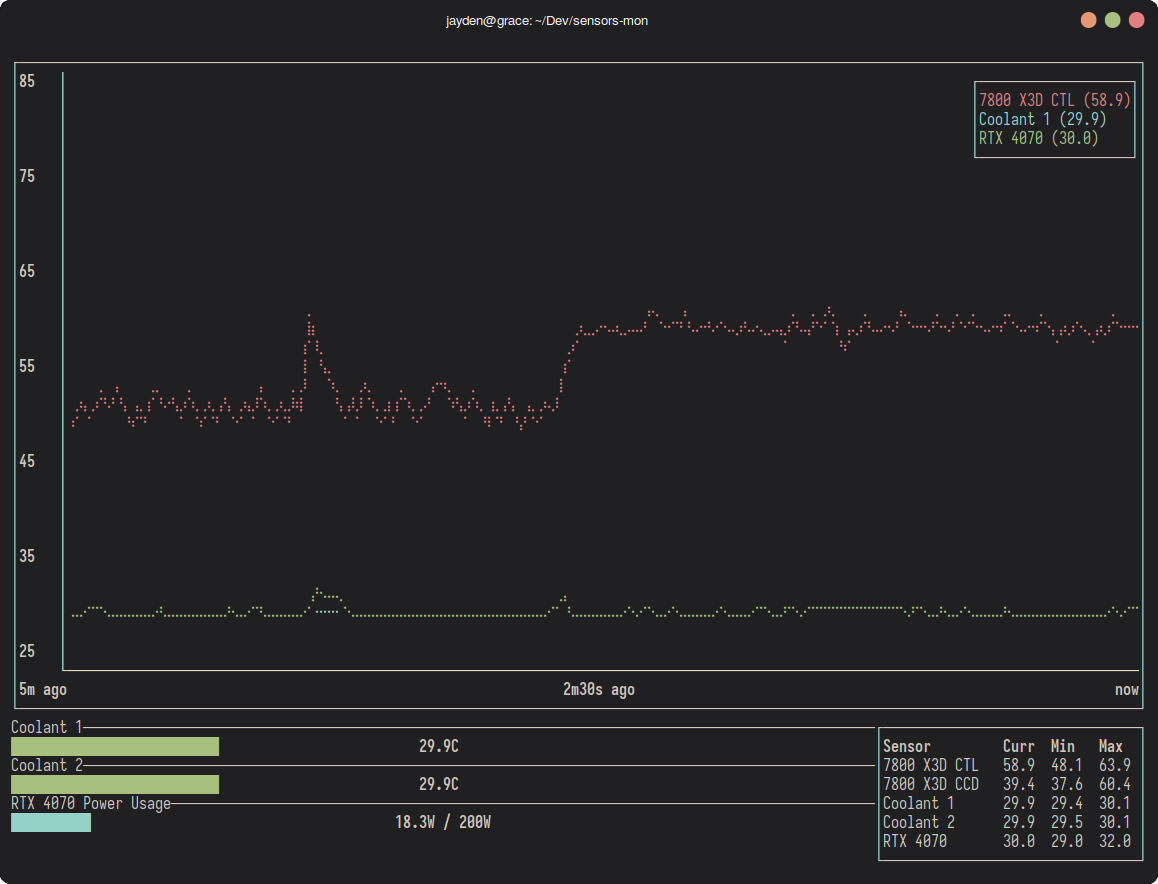 jayden@grace: ~/Dev/sensors-mon
85
75
65
55
45
35
25
7800 X3D CTL (58.9)
Coolant 1 (29.9)
RTX 4070 (30.0)
5m ago 2m30s ago now
Coolant 1
29.9C
Coolant 2
29.9C
RTX 4070 Power Usage
18.3W / 200W
Sensor Curr Min Max
7800 X3D CTL 58.9 48.1 63.9
7800 X3D CCD 39.4 37.6 60.4
Coolant 1 29.9 29.4 30.1
Coolant 2 29.9 29.5 30.1
RTX 4070 30.0 29.0 32.0